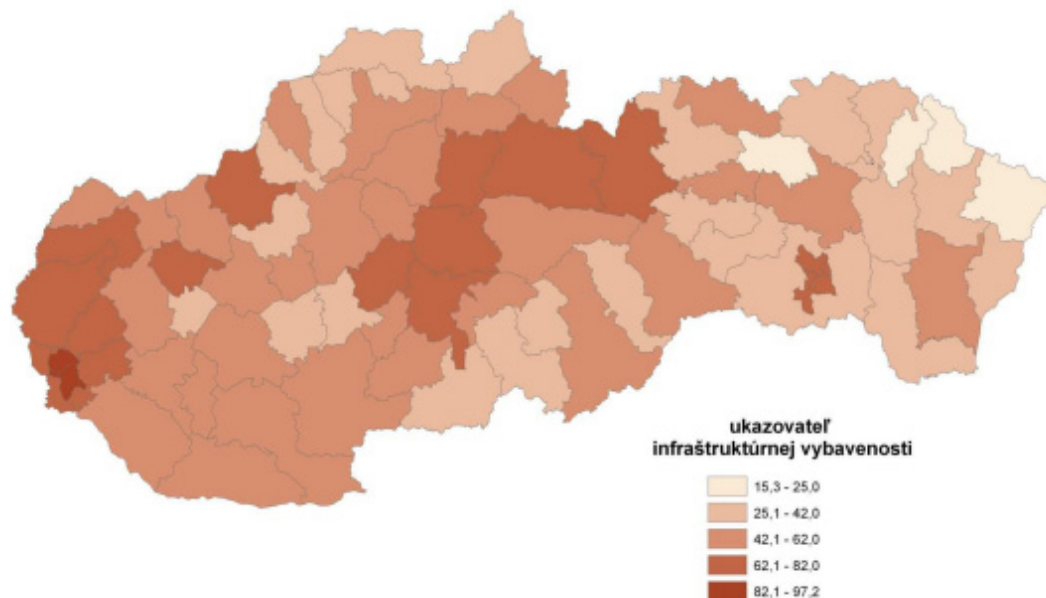 ukazovateľ
infraštruktúrnej vybavenosti
15,3 - 25,0
25,1 - 42,0
42,1 - 62,0
62,1 - 82,0
82,1 - 97,2